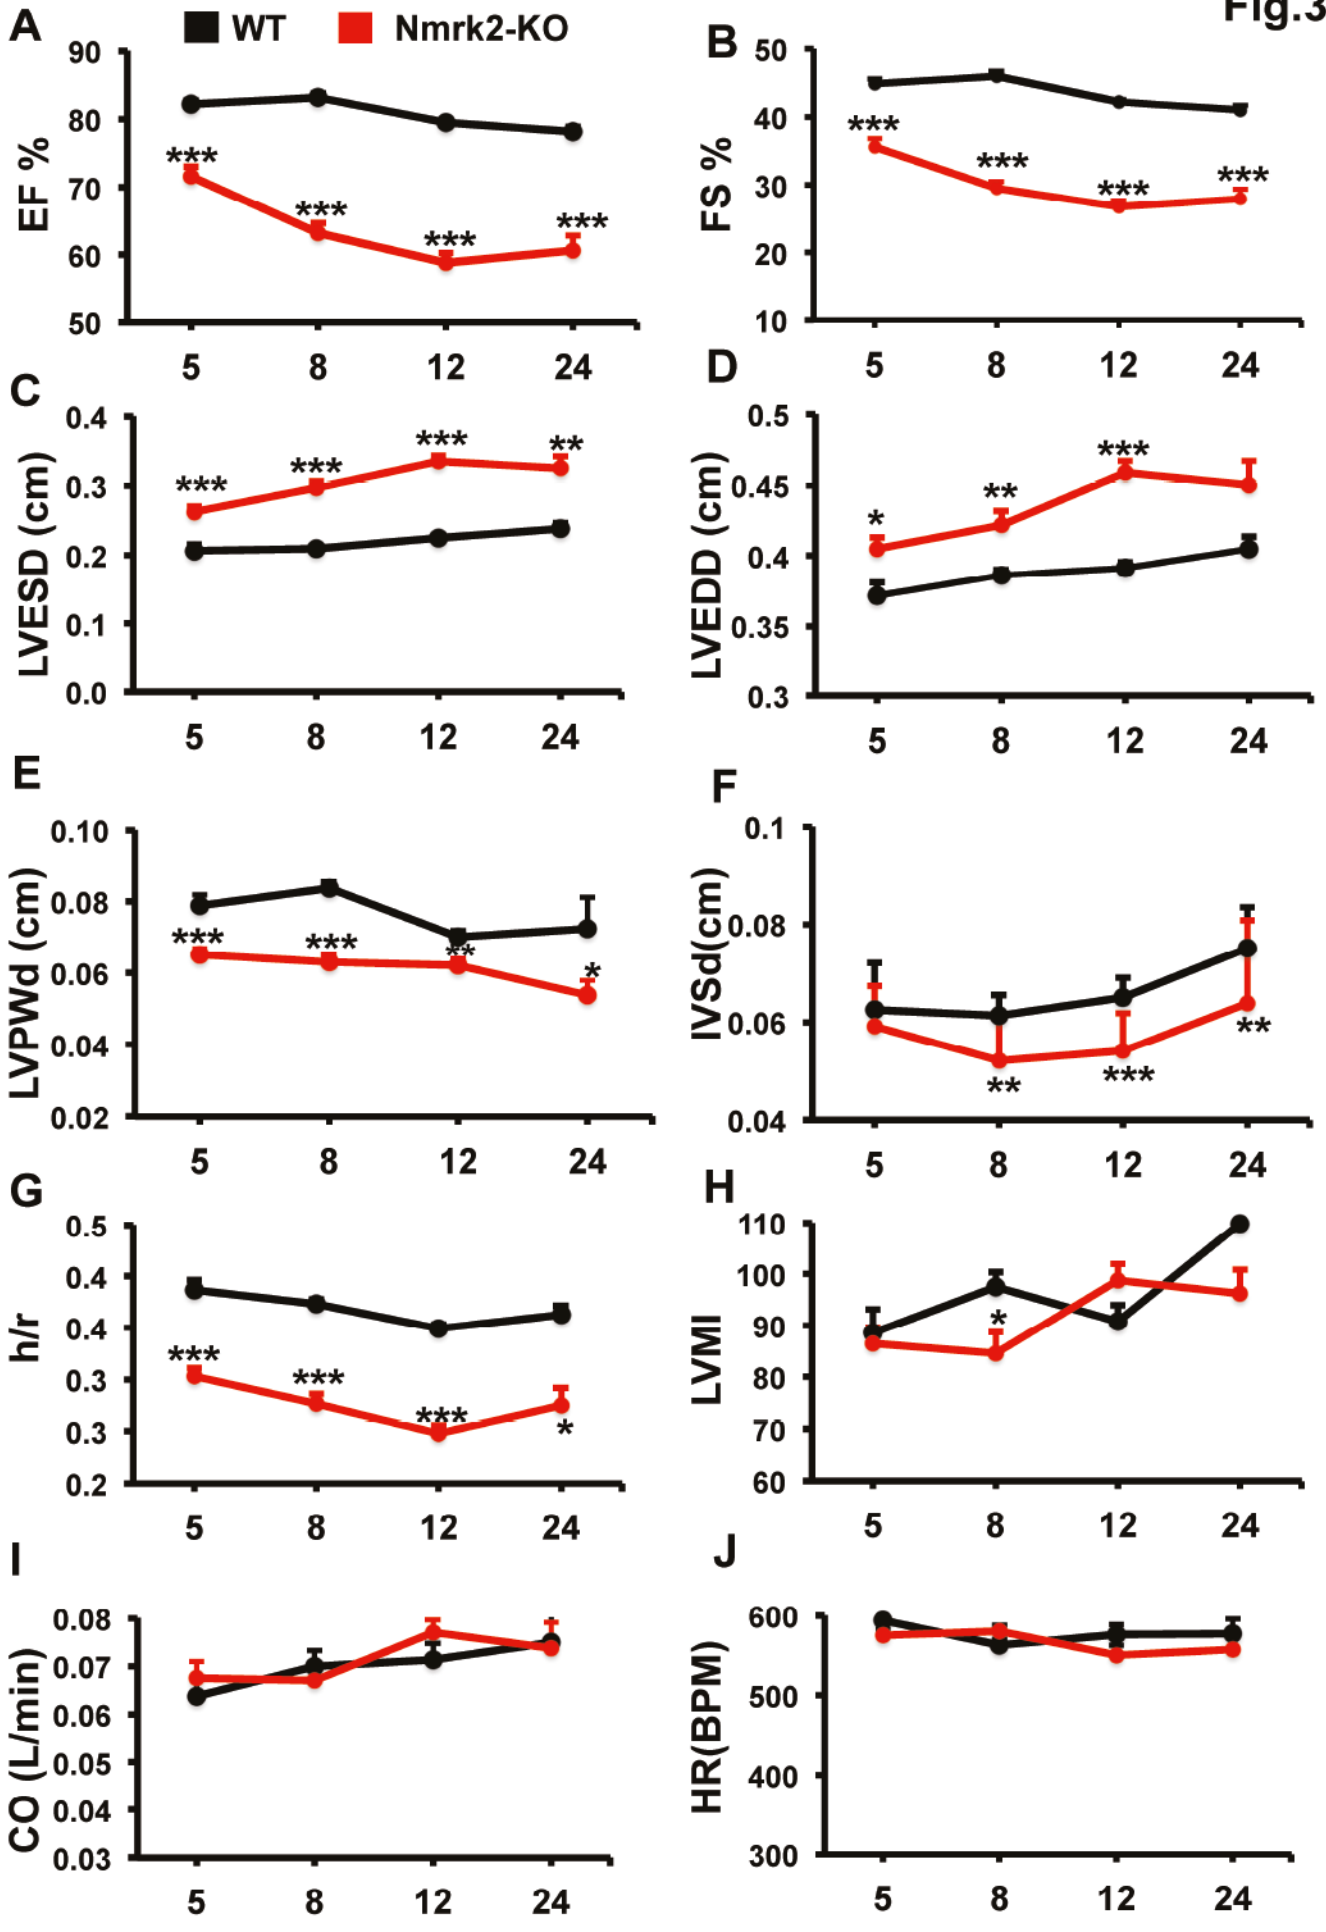 Fig.3
A WT Nmrk2-KO
90
80
70
60
50
EF %
*** *** *** ***
5 8 12 24
B
50
40
30
20
10
FS %
*** *** *** ***
5 8 12 24
C
0.4
0.3
0.2
0.1
0.0
LVESD (cm)
*** *** *** **
5 8 12 24
D
0.5
0.45
0.4
0.35
0.3
LVEDD (cm)
* ** ***
5 8 12 24
E
0.10
0.08
0.06
0.04
0.02
LVPWd (cm)
*** *** ** *
5 8 12 24
F
0.1
0.08
0.06
0.04
IVSd(cm)
** *** **
5 8 12 24
G
0.5
0.4
0.4
0.3
0.3
0.2
h/r
*** *** *** *
5 8 12 24
H
110
100
90
80
70
60
LVMI
*
5 8 12 24
I
0.08
0.07
0.06
0.05
0.04
0.03
CO (L/min)
5 8 12 24
J
600
500
400
300
HR(BPM)
5 8 12 24